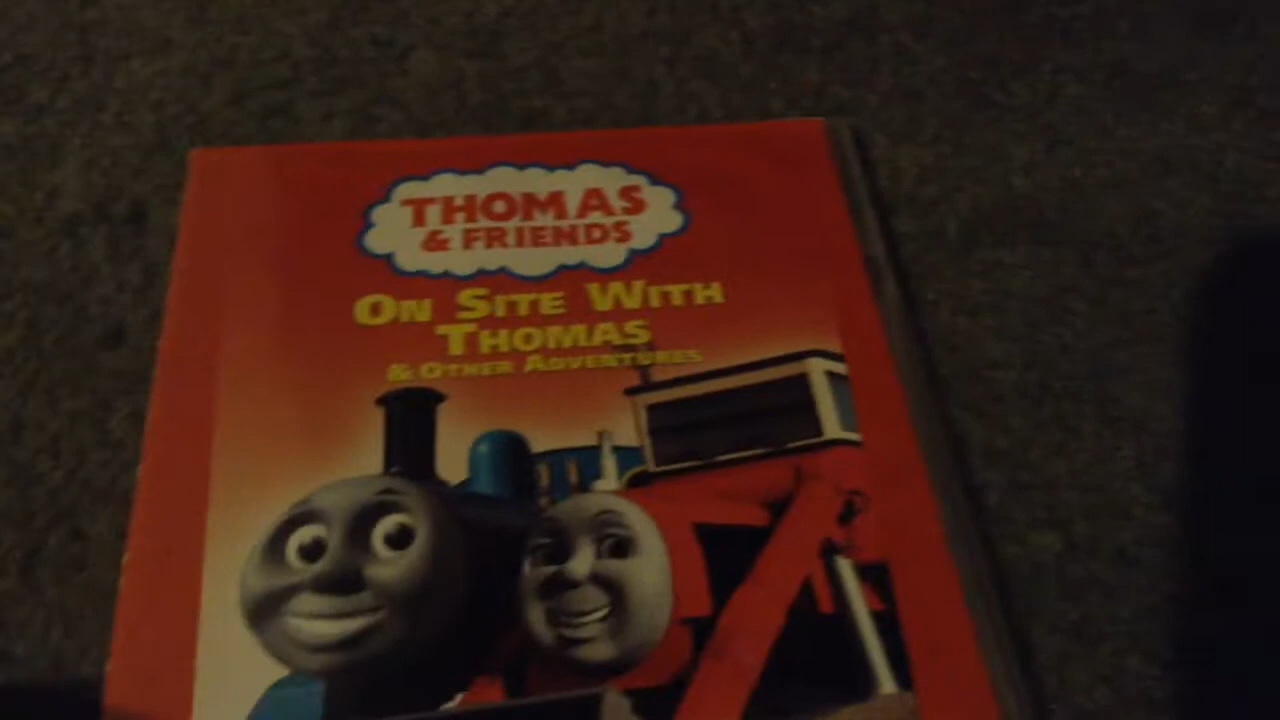 THOMAS
& FRIENDS
ON SITE WITH
THOMAS
& OTHER ADVENTURES